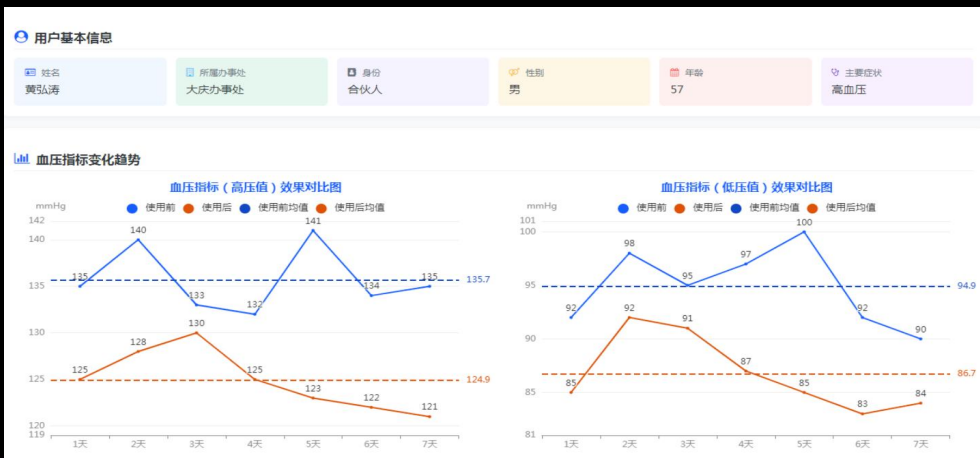 用户基本信息
姓名 所属办事处 身份 性别 年龄 主要症状
黄弘涛 大庆办事处 合伙人 男 57 高血压
血压指标变化趋势
血压指标（高压值）效果对比图
mmHg 使用前 使用后 使用前均值 使用后均值
142
140
135
130
125
120
119
135 140 133 132 141 134 135
135.7
125 128 130 125 123 122 121
124.9
1天 2天 3天 4天 5天 6天 7天
血压指标（低压值）效果对比图
mmHg 使用前 使用后 使用前均值 使用后均值
101
100
95
90
85
81
92 98 95 97 100 92 90
94.9
85 92 91 87 85 83 84
86.7
1天 2天 3天 4天 5天 6天 7天